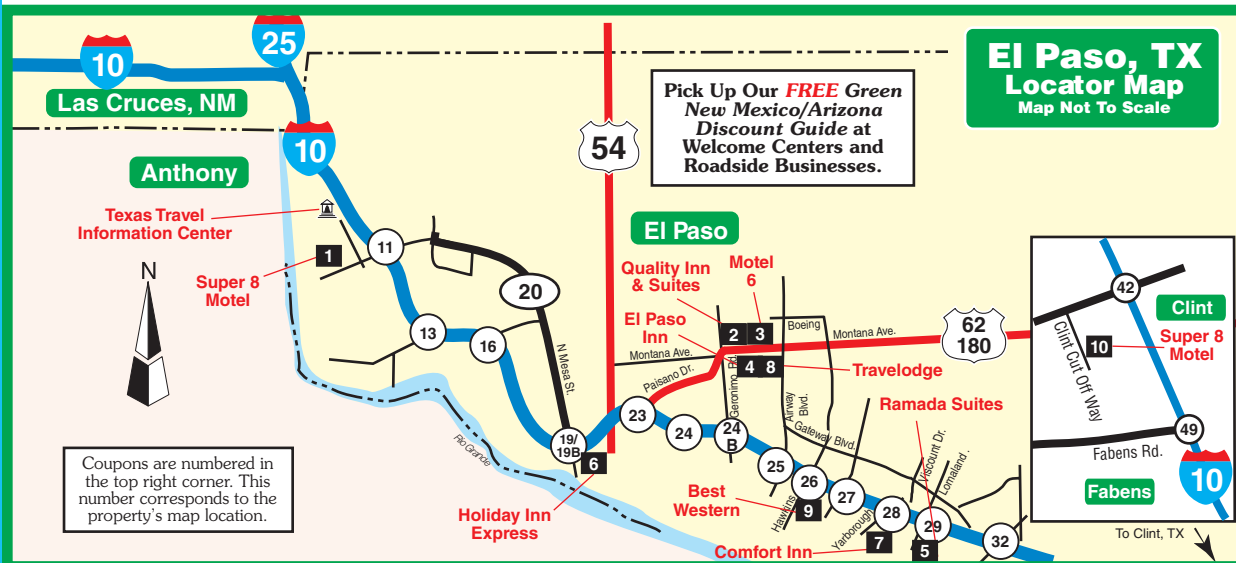 25
10
Las Cruces, NM
10
Anthony
Texas Travel
Information Center
1
Super 8
Motel
N
11
13
16
20
N Mesa St.
19/
19B
6
Holiday Inn
Express
Rio Grande
Coupons are numbered in
the top right corner. This
number corresponds to the
property's map location.
54
Pick Up Our FREE Green
New Mexico/Arizona
Discount Guide at
Welcome Centers and
Roadside Businesses.
El Paso, TX
Locator Map
Map Not To Scale
El Paso
Quality Inn
& Suites
Motel
6
El Paso
Inn
2 3
Boeing
Montana Ave.
62
180
Montana Ave.
4 8
Travelodge
Paisano Dr.
Geronimo Rd.
Airway
Blvd.
Ramada Suites
23
24
24
B
Gateway Blvd.
Viscount Dr.
Lomaland .
25
26
27
28
29
32
Best
Western
Hawkins
9
Yarborough
7
5
Comfort Inn
42
Clint
Clint Cut Off Way
10
Super 8
Motel
49
Fabens Rd.
10
Fabens
To Clint, TX